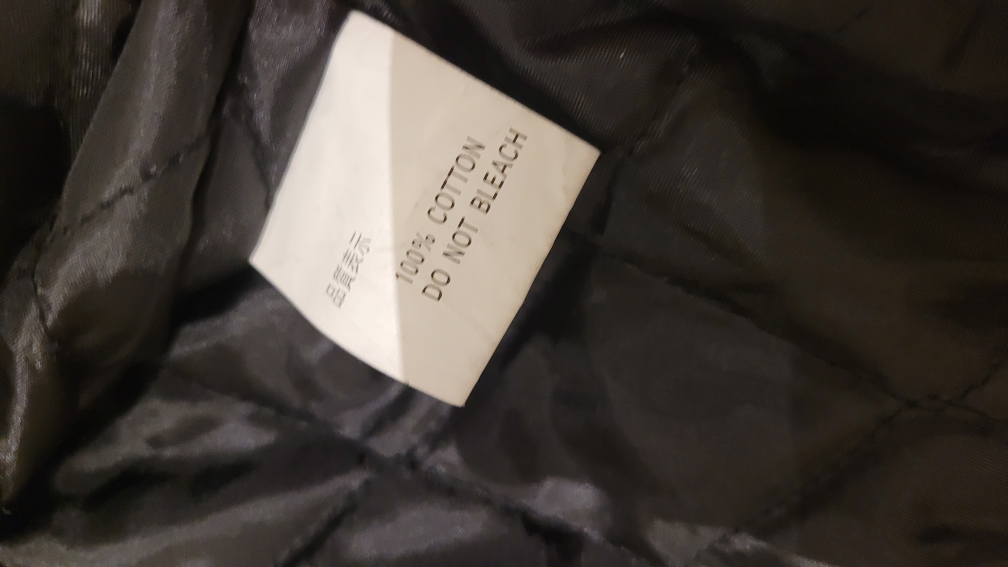 品質表示
100% COTTON
DO NOT BLEACH